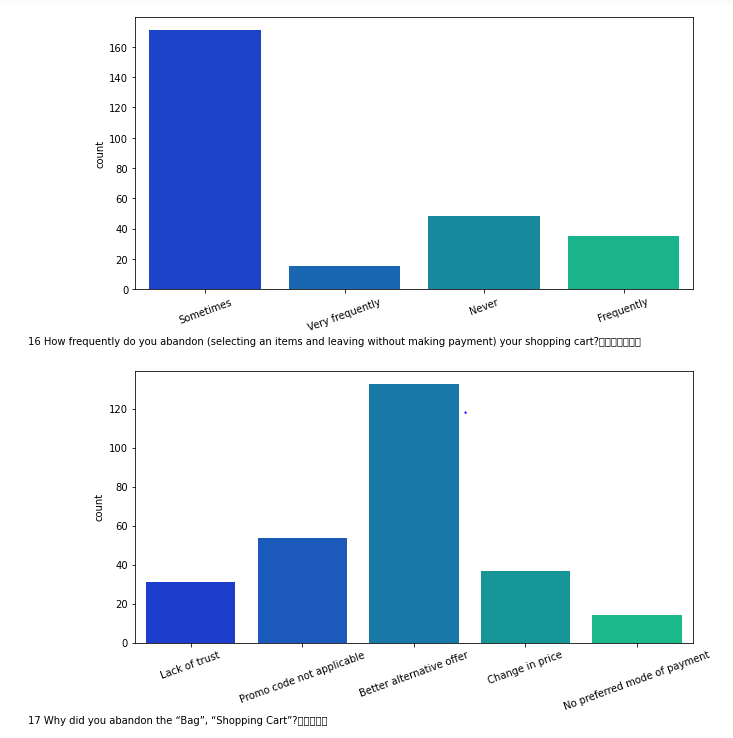 160
140
120
100
80
60
40
20
0
count
Sometimes
Very frequently
Never
Frequently
16 How frequently do you abandon (selecting an items and leaving without making payment) your shopping cart?▯▯▯▯▯▯▯
120
100
80
60
40
20
0
count
Lack of trust
Promo code not applicable
Better alternative offer
Change in price
No preferred mode of payment
17 Why did you abandon the “Bag”, “Shopping Cart”?▯▯▯▯▯